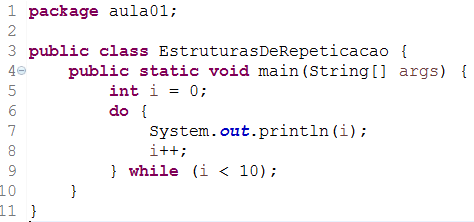 1 package aula01;
2
3 public class EstruturasDeRepeticacao {
4 public static void main(String[] args) {
5 int i = 0;
6 do {
7 System.out.println(i);
8 i++;
9 } while (i < 10);
10 }
11 }